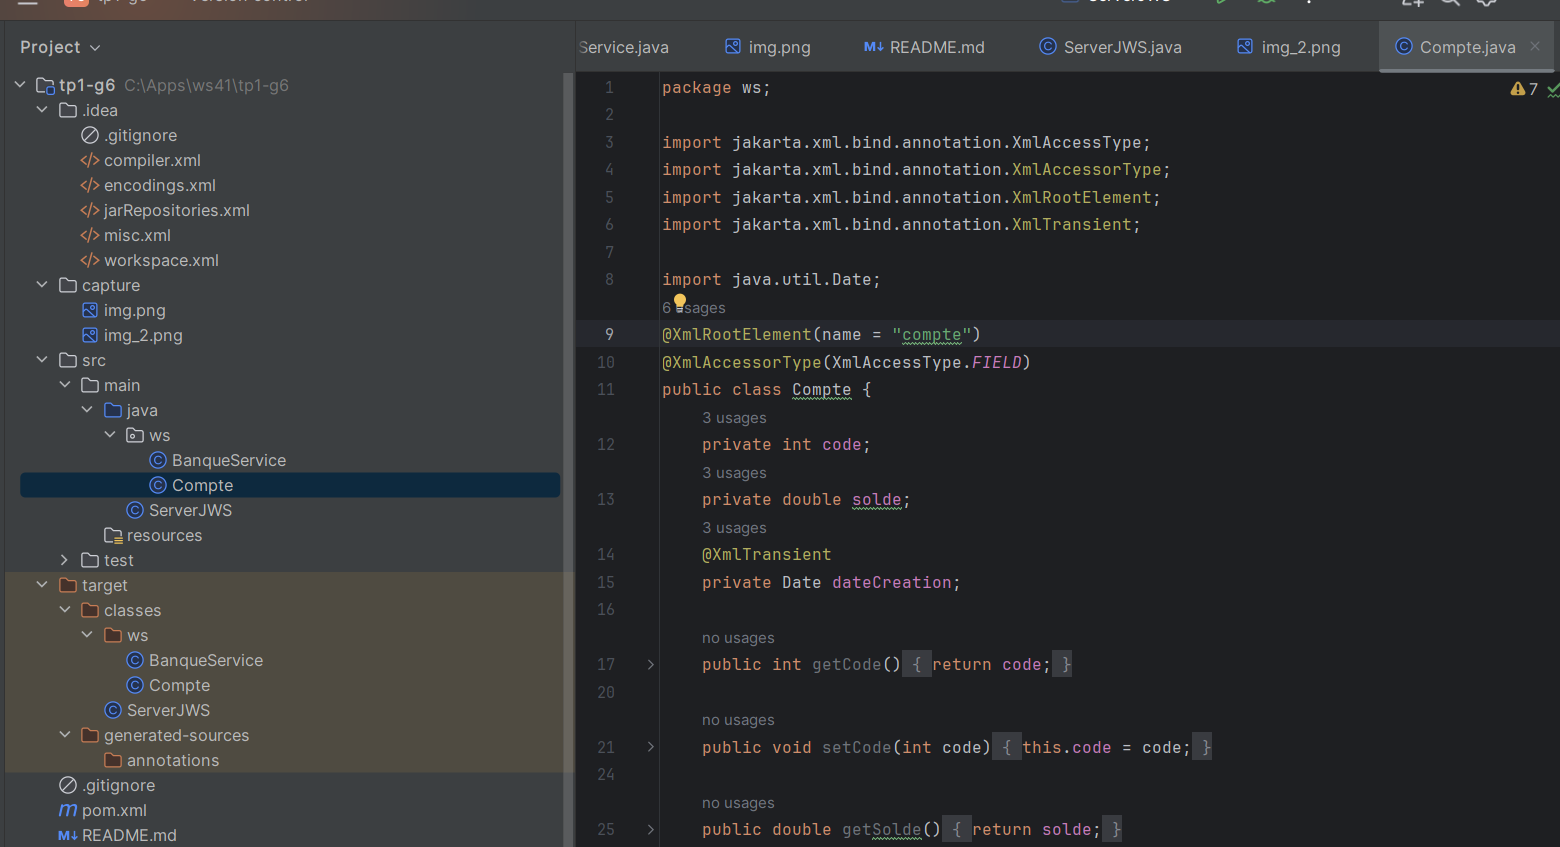 tp1-g6
Version control
Project
Service.java
img.png
README.md
ServerJWS.java
img_2.png
Compte.java
tp1-g6 C:\Apps\ws41\tp1-g6
.idea
.gitignore
compiler.xml
encodings.xml
jarRepositories.xml
misc.xml
workspace.xml
capture
img.png
img_2.png
src
main
java
ws
BanqueService
Compte
ServerJWS
resources
test
target
classes
ws
BanqueService
Compte
ServerJWS
generated-sources
annotations
.gitignore
pom.xml
README.md
7
1 package ws;
2
3 import jakarta.xml.bind.annotation.XmlAccessType;
4 import jakarta.xml.bind.annotation.XmlAccessorType;
5 import jakarta.xml.bind.annotation.XmlRootElement;
6 import jakarta.xml.bind.annotation.XmlTransient;
7
8 import java.util.Date;
6 usages
9 @XmlRootElement(name = "compte")
10 @XmlAccessorType(XmlAccessType.FIELD)
11 public class Compte {
3 usages
12 private int code;
3 usages
13 private double solde;
3 usages
14 @XmlTransient
15 private Date dateCreation;
16
no usages
17 public int getCode() { return code; }
20
no usages
21 public void setCode(int code) { this.code = code; }
24
no usages
25 public double getSolde() { return solde; }